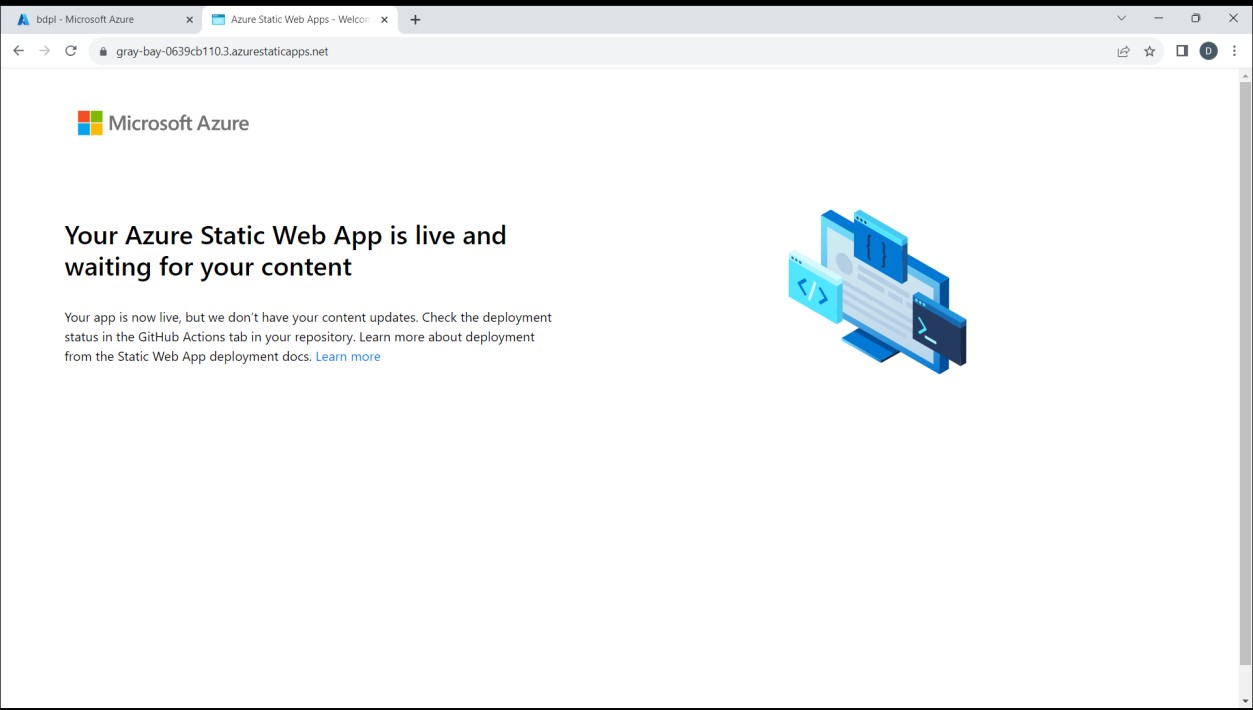 bdpl - Microsoft Azure
Azure Static Web Apps - Welcon
gray-bay-0639cb110.3.azurestaticapps.net
D
Microsoft Azure
Your Azure Static Web App is live and
waiting for your content
Your app is now live, but we don't have your content updates. Check the deployment
status in the GitHub Actions tab in your repository. Learn more about deployment
from the Static Web App deployment docs. Learn more
{ }
</>
>_